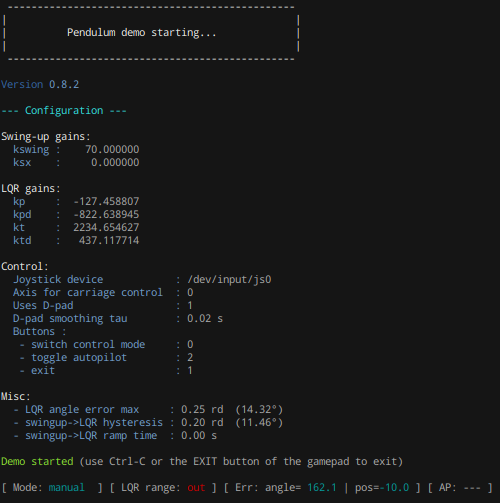 Pendulum demo starting...
Version 0.8.2
--- Configuration ---
Swing-up gains:
kswing : 70.000000
ksx : 0.000000
LQR gains:
kp : -127.458807
kpd : -822.638945
kt : 2234.654627
ktd : 437.117714
Control:
Joystick device : /dev/input/js0
Axis for carriage control : 0
Uses D-pad : 1
D-pad smoothing tau : 0.02 s
Buttons :
- switch control mode : 0
- toggle autopilot : 2
- exit : 1
Misc:
- LQR angle error max : 0.25 rd (14.32°)
- swingup->LQR hysteresis : 0.20 rd (11.46°)
- swingup->LQR ramp time : 0.00 s
Demo started (use Ctrl-C or the EXIT button of the gamepad to exit)
[ Mode: manual ] [ LQR range: out ] [ Err: angle= 162.1 | pos=-10.0 ] [ AP: --- ]